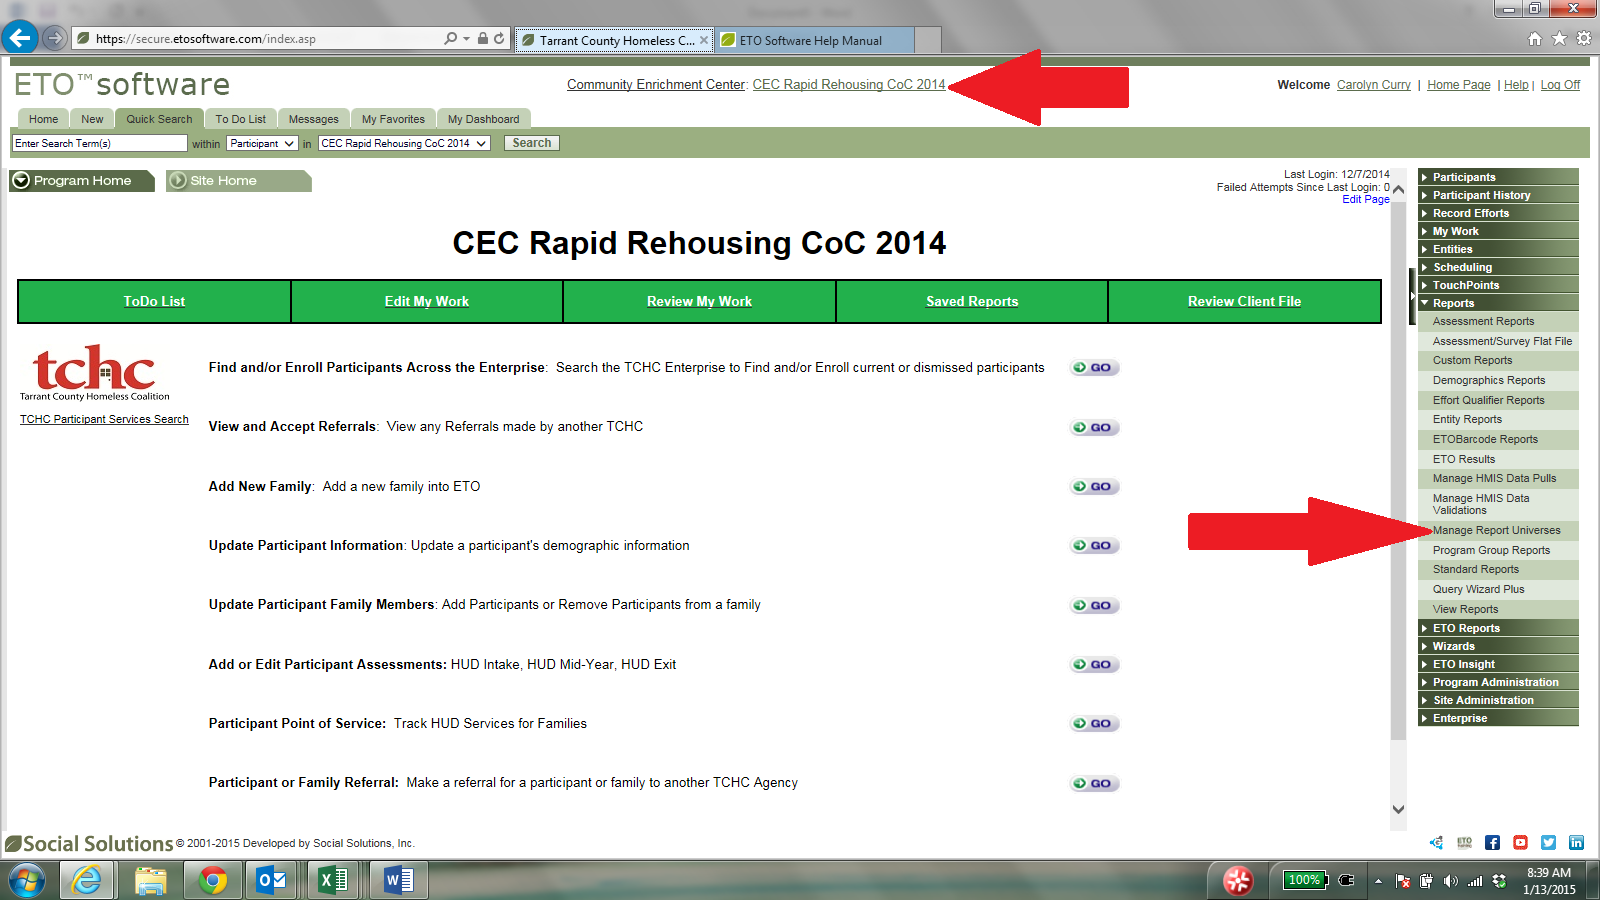 https://secure.etosoftware.com/index.asp
Tarrant County Homeless C...
ETO Software Help Manual
ETO™software
Community Enrichment Center: CEC Rapid Rehousing CoC 2014
Welcome Carolyn Curry | Home Page | Help | Log Off
Home New Quick Search To Do List Messages My Favorites My Dashboard
Enter Search Term(s) within Participant in CEC Rapid Rehousing CoC 2014 Search
Program Home Site Home
Last Login: 12/7/2014
Failed Attempts Since Last Login: 0
Edit Page
CEC Rapid Rehousing CoC 2014
ToDo List Edit My Work Review My Work Saved Reports Review Client File
tchc
Tarrant County Homeless Coalition
TCHC Participant Services Search
Find and/or Enroll Participants Across the Enterprise: Search the TCHC Enterprise to Find and/or Enroll current or dismissed participants GO
View and Accept Referrals: View any Referrals made by another TCHC GO
Add New Family: Add a new family into ETO GO
Update Participant Information: Update a participant's demographic information GO
Update Participant Family Members: Add Participants or Remove Participants from a family GO
Add or Edit Participant Assessments: HUD Intake, HUD Mid-Year, HUD Exit GO
Participant Point of Service: Track HUD Services for Families GO
Participant or Family Referral: Make a referral for a participant or family to another TCHC Agency GO
Participants
Participant History
Record Efforts
My Work
Entities
Scheduling
TouchPoints
Reports
Assessment Reports
Assessment/Survey Flat File
Custom Reports
Demographics Reports
Effort Qualifier Reports
Entity Reports
ETOBarcode Reports
ETO Results
Manage HMIS Data Pulls
Manage HMIS Data
Validations
Manage Report Universes
Program Group Reports
Standard Reports
Query Wizard Plus
View Reports
ETO Reports
Wizards
ETO Insight
Program Administration
Site Administration
Enterprise
Social Solutions © 2001-2015 Developed by Social Solutions, Inc.
100%
8:39 AM
1/13/2015